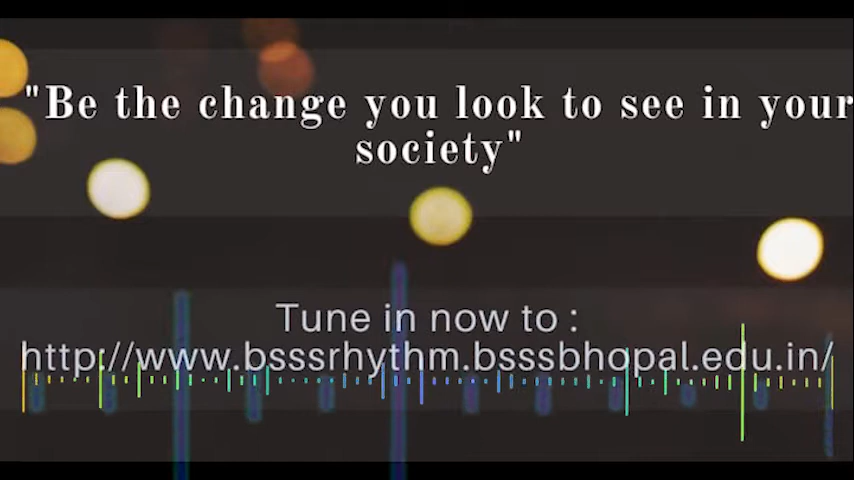 "Be the change you look to see in your
society"
Tune in now to :
http://www.bsssrhythm.bsssbhopal.edu.in/